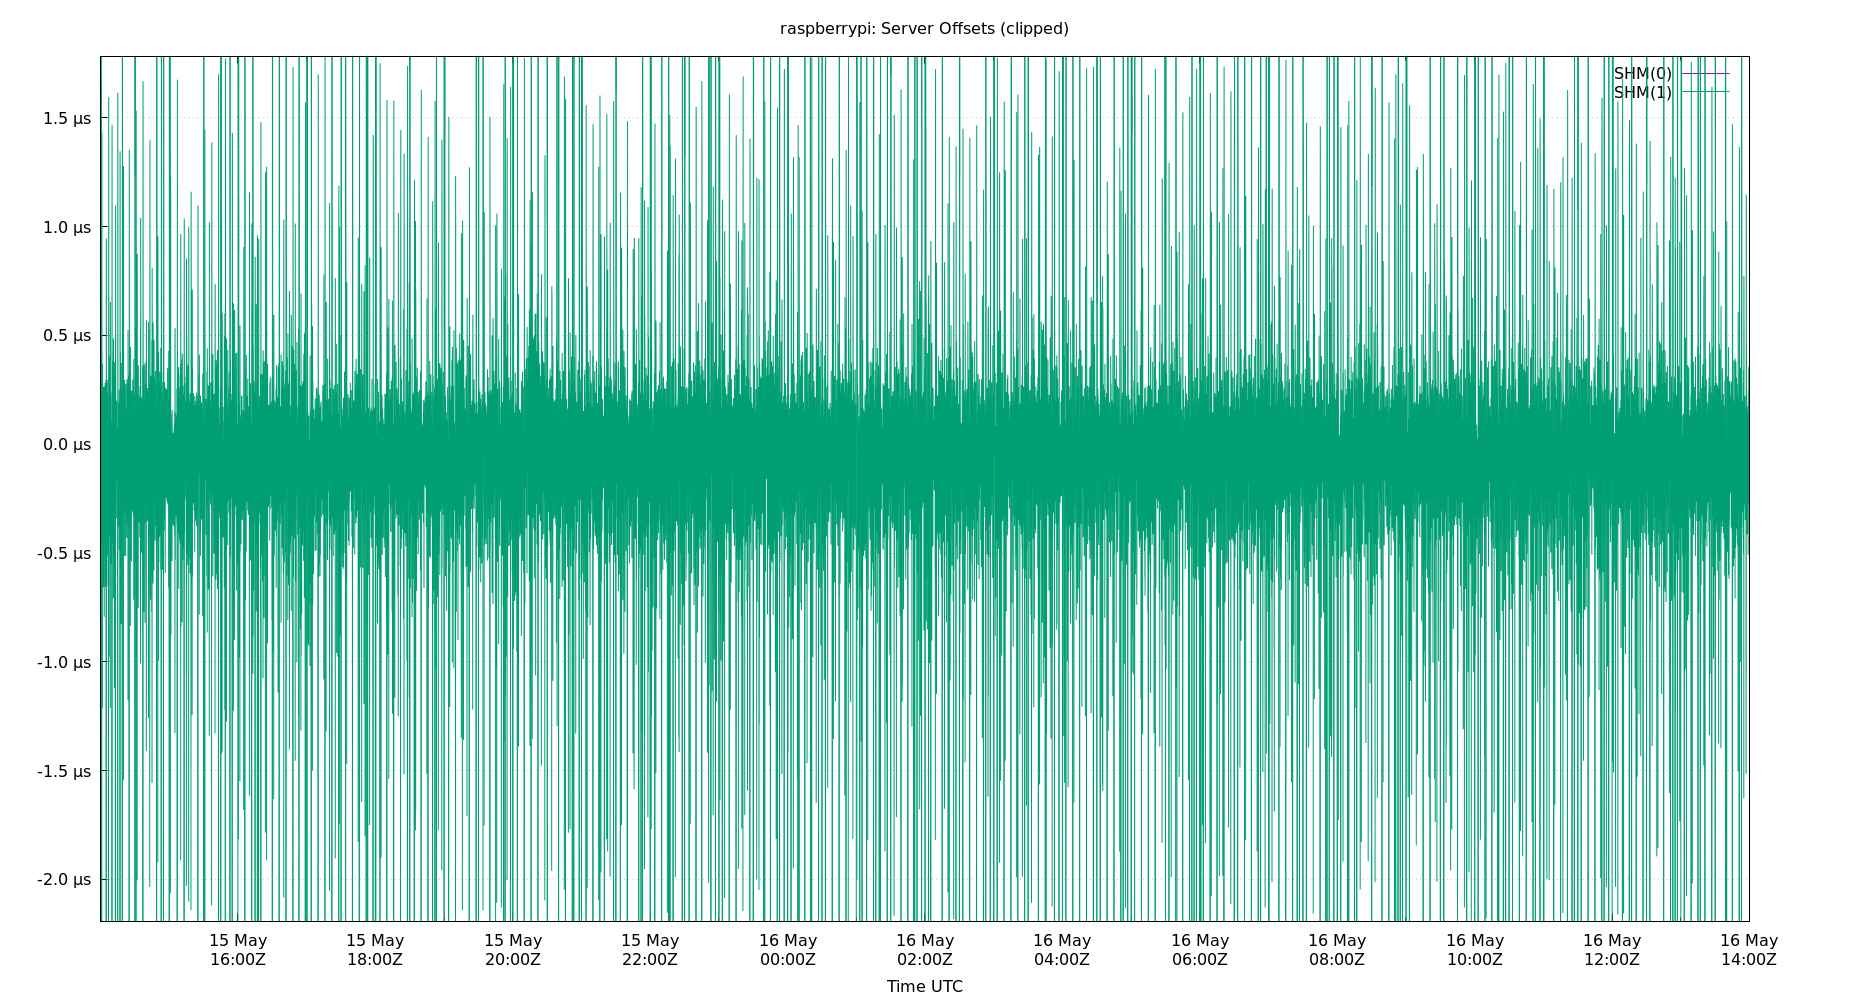 raspberrypi: Server Offsets (clipped)
SHM(0)
SHM(1)
1.5 µs
1.0 µs
0.5 µs
0.0 µs
-0.5 µs
-1.0 µs
-1.5 µs
-2.0 µs
15 May 15 May 15 May 15 May 16 May 16 May 16 May 16 May 16 May 16 May 16 May 16 May
16:00Z 18:00Z 20:00Z 22:00Z 00:00Z 02:00Z 04:00Z 06:00Z 08:00Z 10:00Z 12:00Z 14:00Z
Time UTC